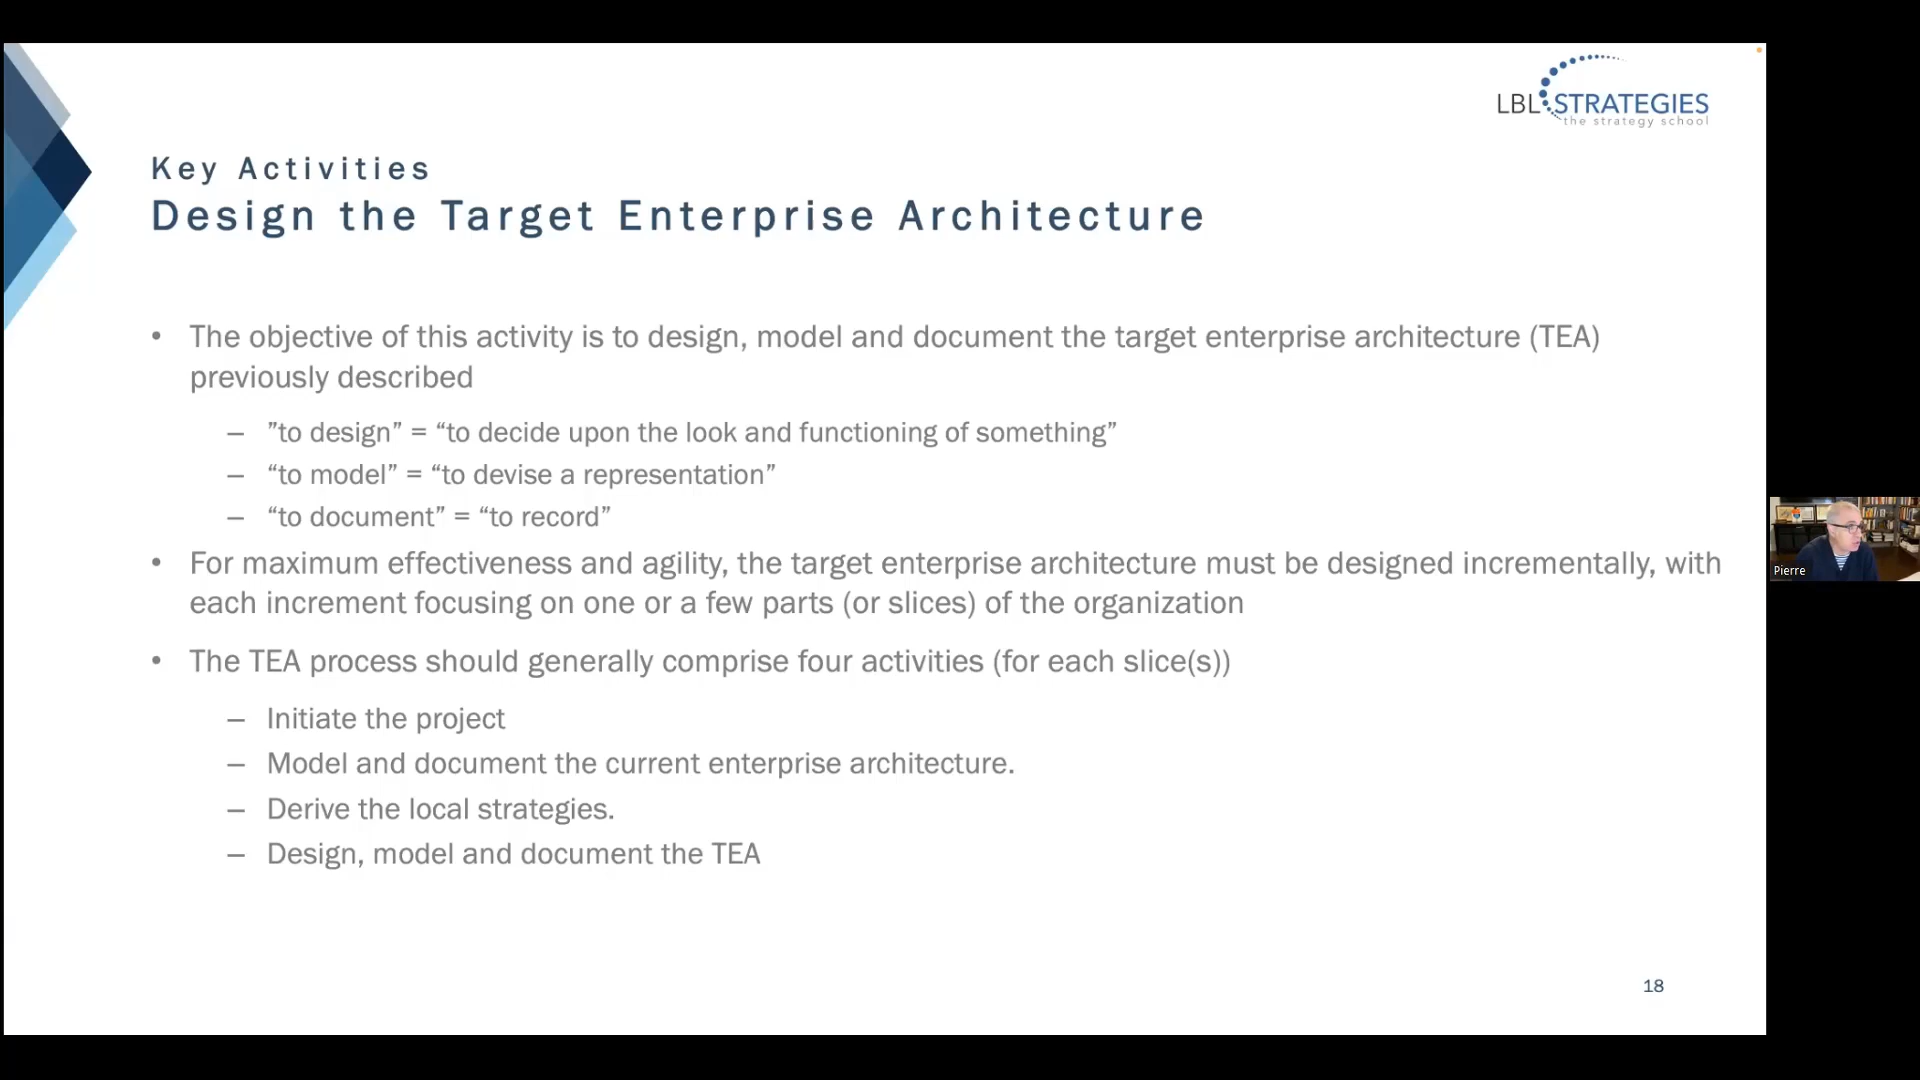 LBL STRATEGIES
the strategy school
Key Activities
Design the Target Enterprise Architecture
• The objective of this activity is to design, model and document the target enterprise architecture (TEA)
previously described
– ”to design” = “to decide upon the look and functioning of something”
– “to model” = “to devise a representation”
– “to document” = “to record”
• For maximum effectiveness and agility, the target enterprise architecture must be designed incrementally, with
each increment focusing on one or a few parts (or slices) of the organization
• The TEA process should generally comprise four activities (for each slice(s))
– Initiate the project
– Model and document the current enterprise architecture.
– Derive the local strategies.
– Design, model and document the TEA
18
Pierre